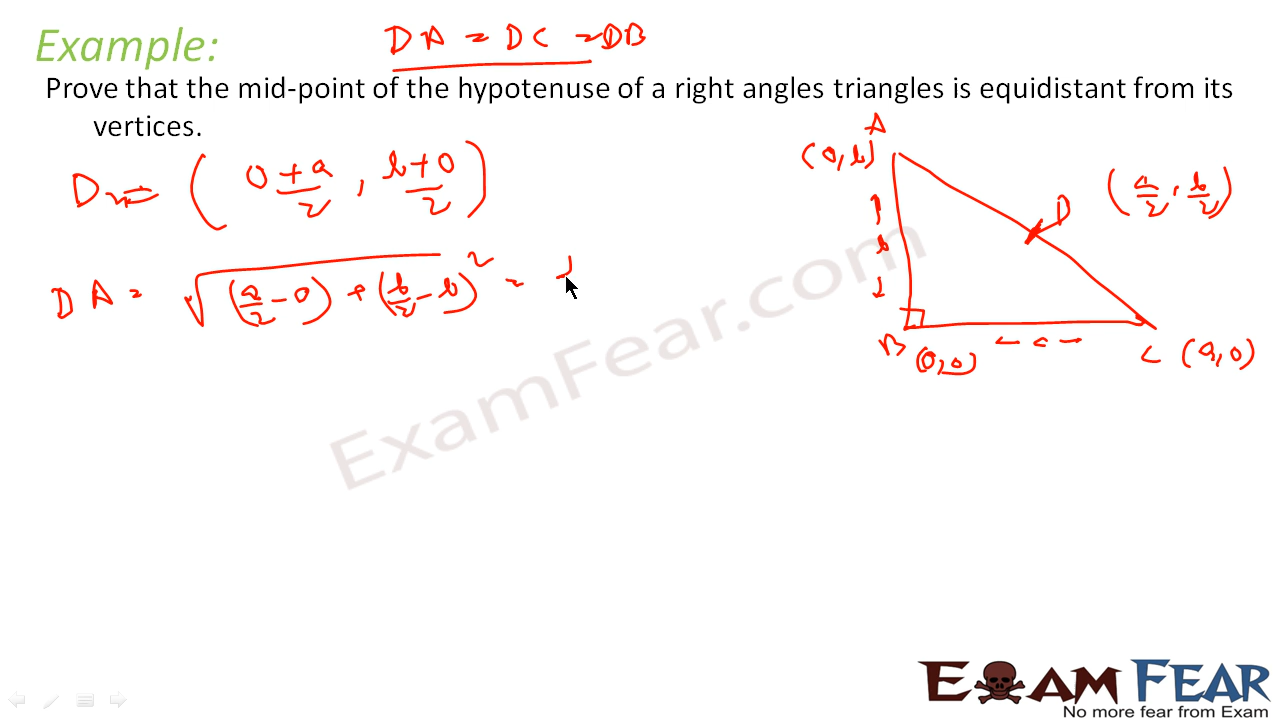 Example:
DA = DC = DB
Prove that the mid-point of the hypotenuse of a right angles triangles is equidistant from its
vertices.
A
(0,b)
D = (0+a/2, b+0/2)
D (a/2, b/2)
b
DA = √(a/2 - 0) + (b/2 - b)² =
B
(0,0)
C (a,0)
ExamFear.com
EXAM FEAR
No more fear from Exam